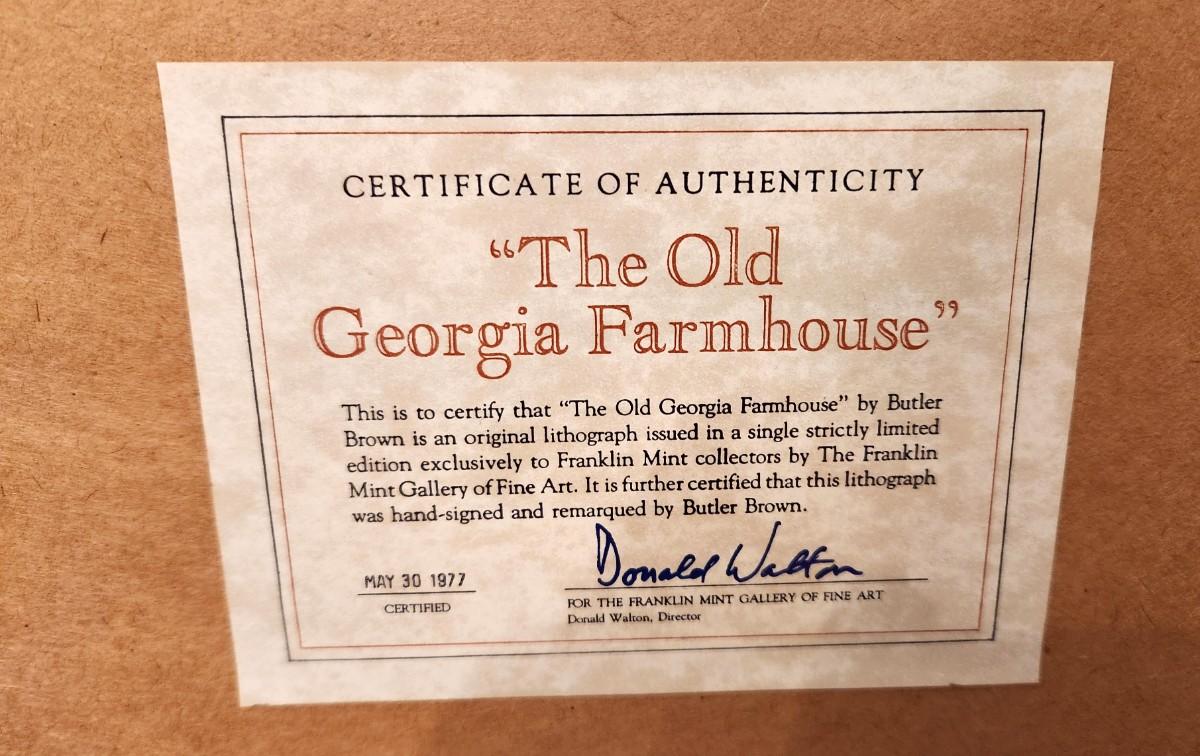 CERTIFICATE OF AUTHENTICITY
“The Old
Georgia Farmhouse”
This is to certify that “The Old Georgia Farmhouse” by Butler
Brown is an original lithograph issued in a single strictly limited
edition exclusively to Franklin Mint collectors by The Franklin
Mint Gallery of Fine Art. It is further certified that this lithograph
was hand-signed and remarqued by Butler Brown.
Donald Walton
MAY 30 1977
CERTIFIED
FOR THE FRANKLIN MINT GALLERY OF FINE ART
Donald Walton, Director